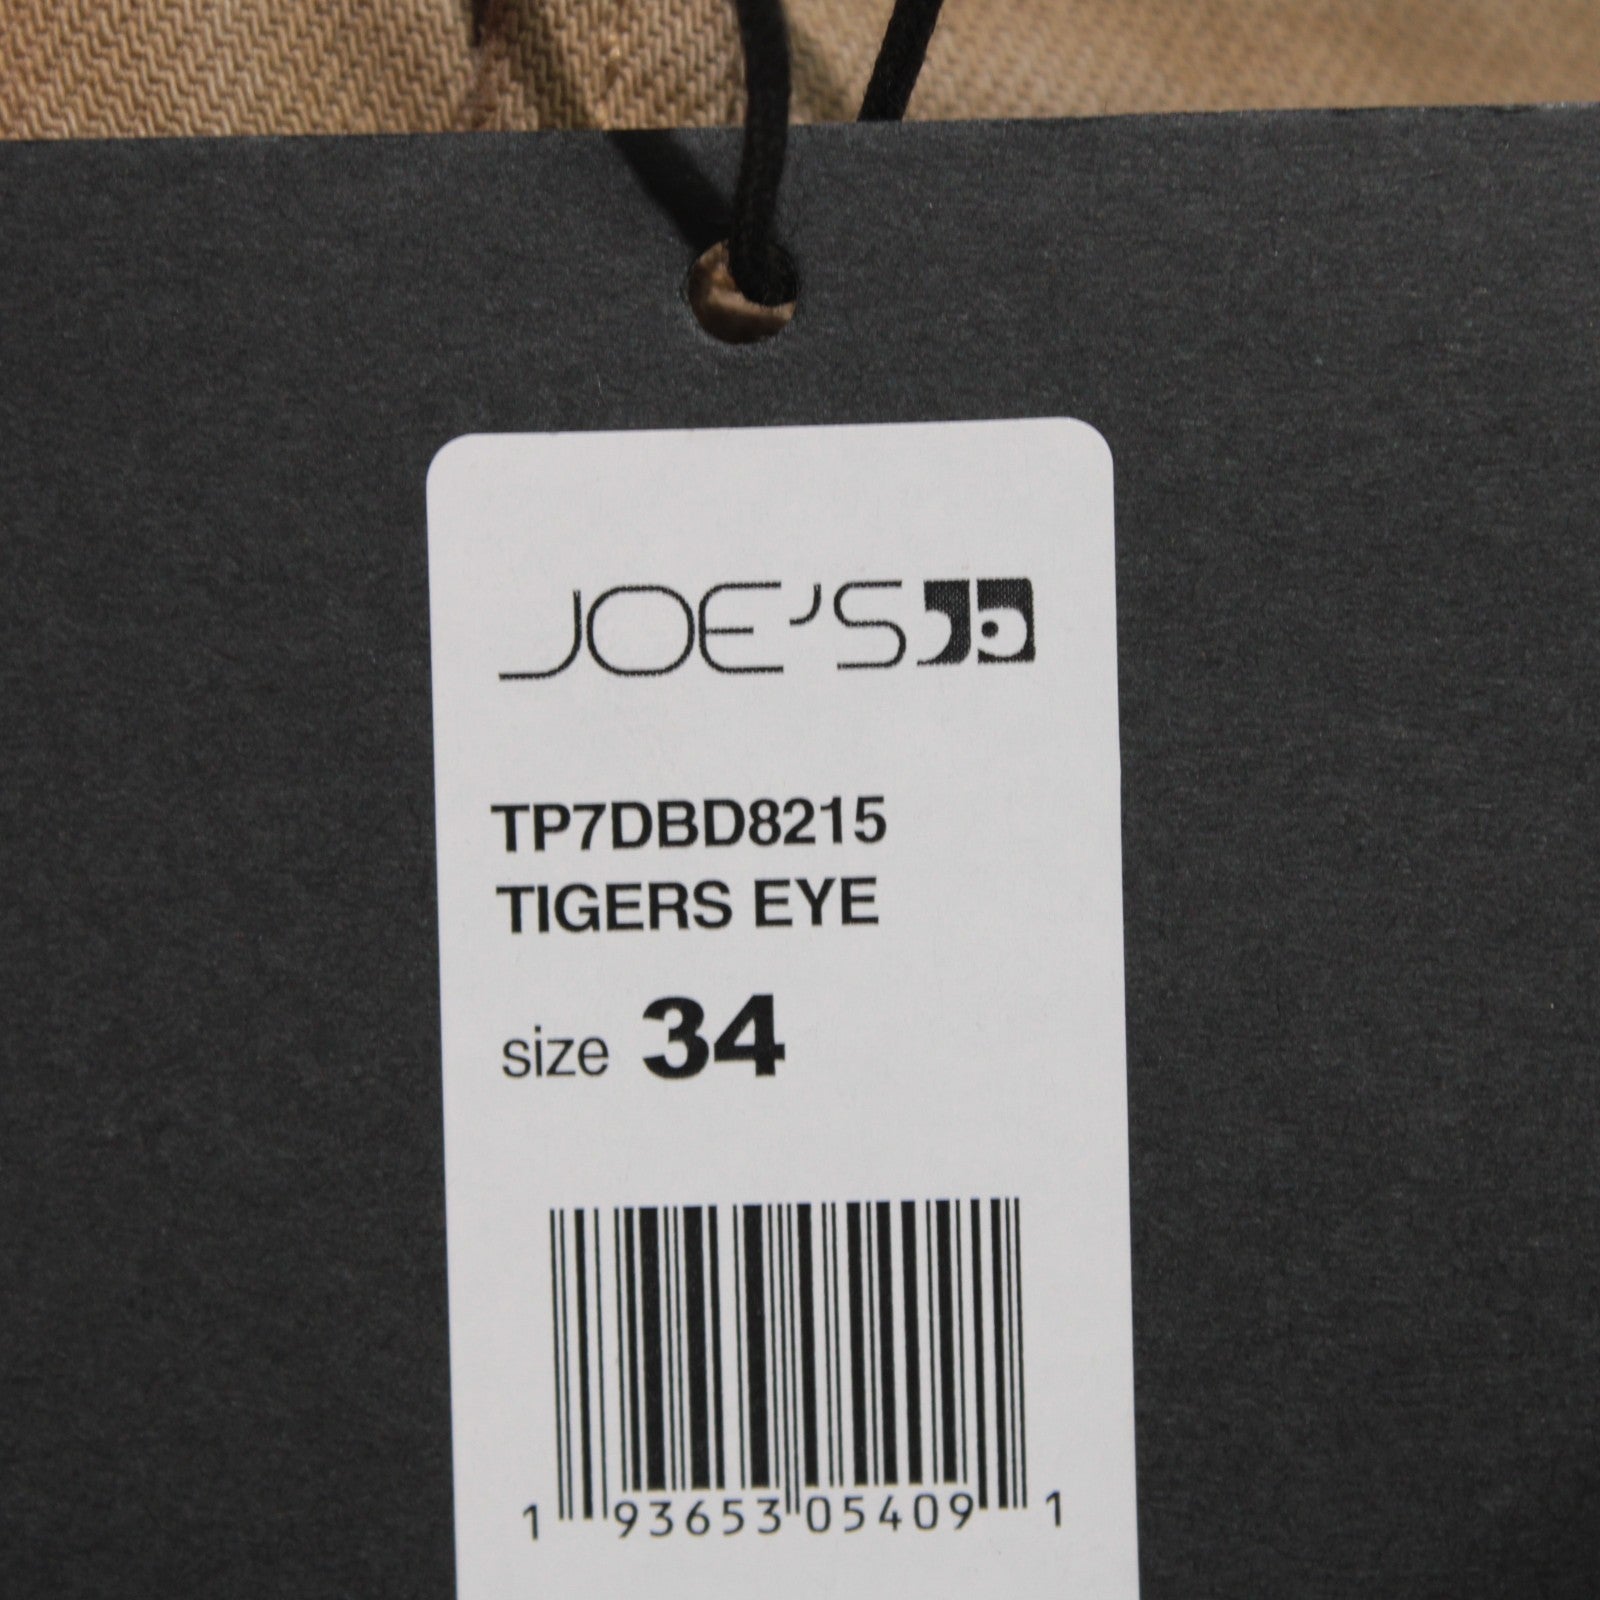 JOE'S
TP7DBD8215
TIGERS EYE
size 34
1 93653 05409 1